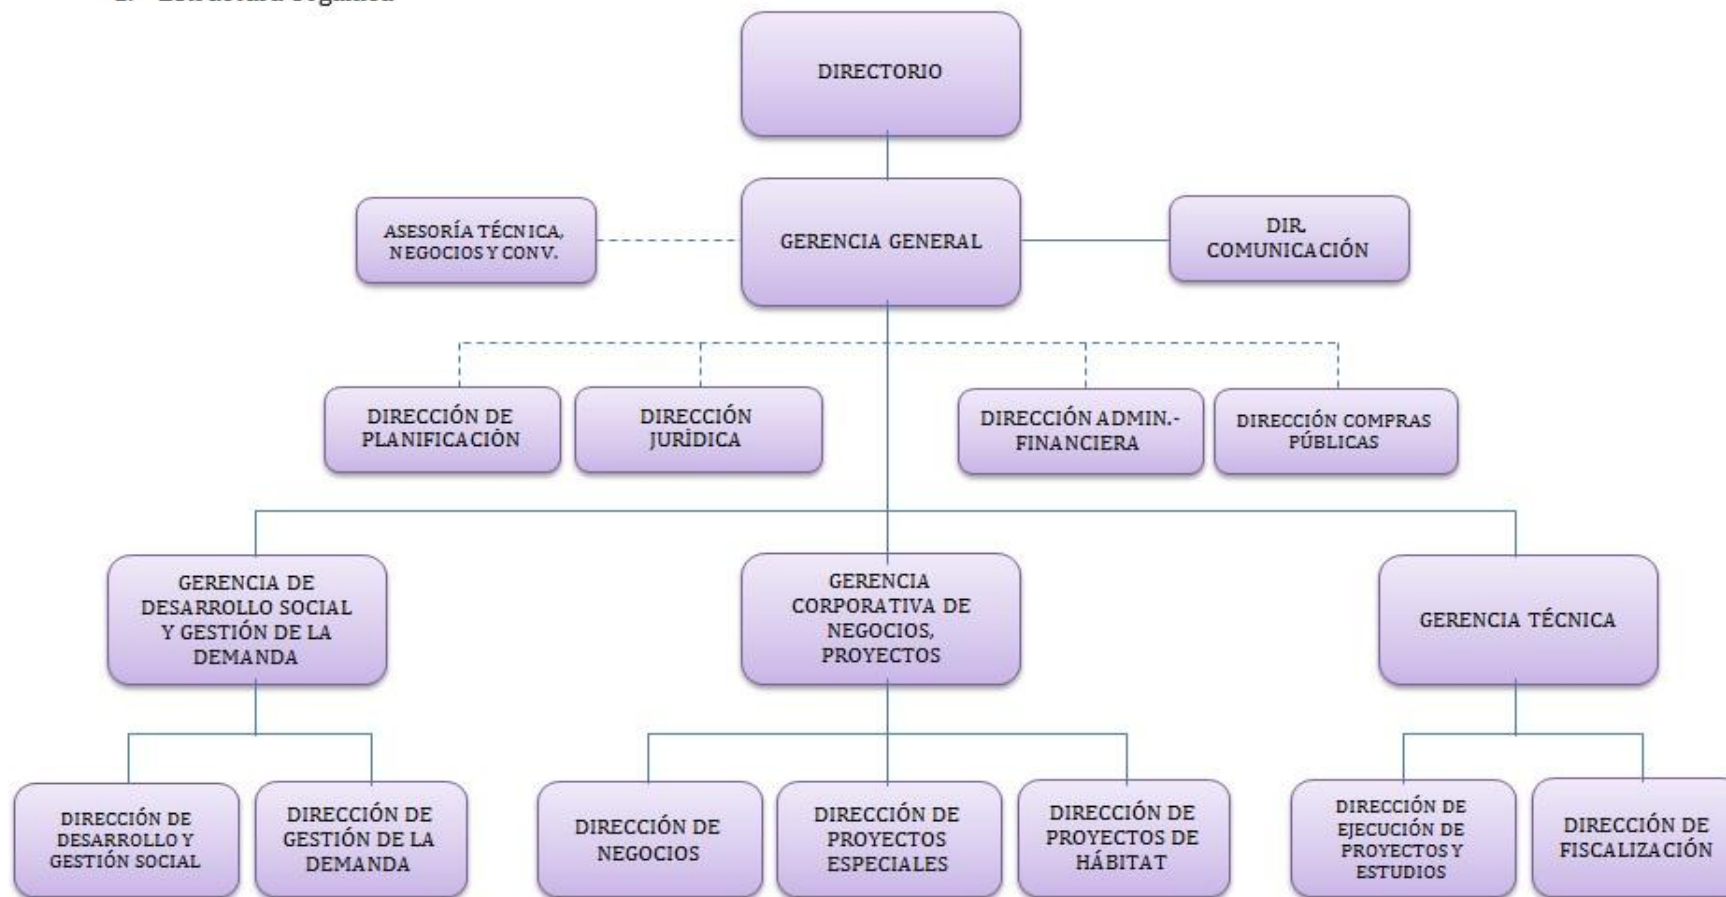 DIRECTORIO
ASESORÍA TÉCNICA,
NEGOCIOS Y CONV.
GERENCIA GENERAL
DIR.
COMUNICACIÓN
DIRECCIÓN DE
PLANIFICACIÒN
DIRECCIÓN
JURÌDICA
DIRECCIÓN ADMIN.-
FINANCIERA
DIRECCIÓN COMPRAS
PÚBLICAS
GERENCIA DE
DESARROLLO SOCIAL
Y GESTIÓN DE LA
DEMANDA
GERENCIA
CORPORATIVA DE
NEGOCIOS,
PROYECTOS
GERENCIA TÉCNICA
DIRECCIÓN DE
DESARROLLO Y
GESTIÓN SOCIAL
DIRECCIÓN DE
GESTIÓN DE LA
DEMANDA
DIRECCIÓN DE
NEGOCIOS
DIRECCIÓN DE
PROYECTOS
ESPECIALES
DIRECCIÓN DE
PROYECTOS DE
HÁBITAT
DIRECCIÓN DE
EJECUCIÓN DE
PROYECTOS Y
ESTUDIOS
DIRECCIÓN DE
FISCALIZACIÓN